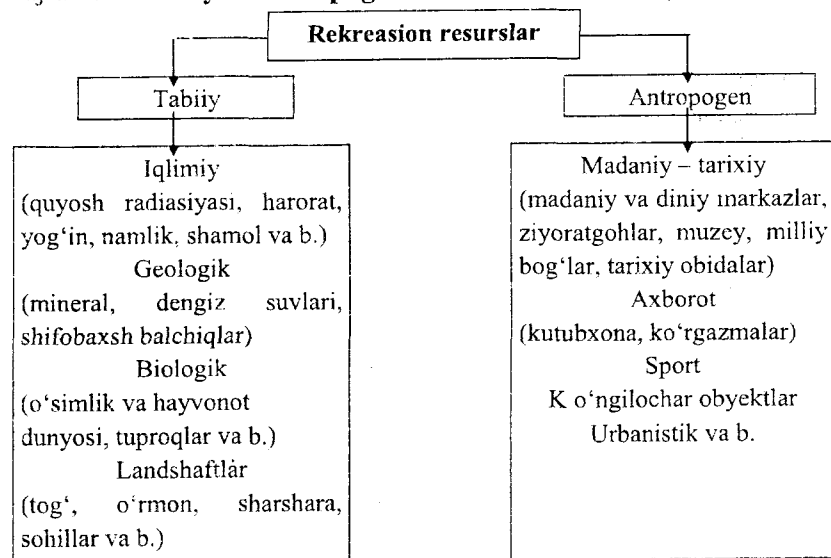 Rekreasion resurslar
Tabiiy
Antropogen
Iqlimiy
(quyosh radiasiyası, harorat,
yog‘in, namlik, shamol va b.)
Geologik
(mineral, dengiz suvlari,
shifobaxsh balchiqlar)
Biologik
(o‘simlik va hayvonot
dunyosi, tuproqlar va b.)
Landshaftlar
(tog‘, o‘rmon, sharshara,
sohillar va b.)
Madaniy – tarixiy
(madaniy va diniy markazlar,
ziyoratgohlar, muzey, milliy
bog‘lar, tarixiy obidalar)
Axborot
(kutubxona, ko‘rgazmalar)
Sport
K o‘ngilochar obyektlar
Urbanistik va b.